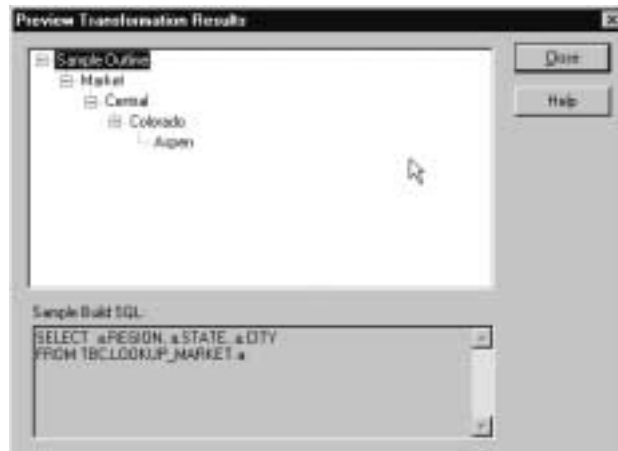 Preview Transformation Results
Sample Outline
Market
Central
Colorado
Aspen
Close
Help
Sample Build SQL:
SELECT a.REGION, a.STATE, a.CITY
FROM TBC.LOOKUP_MARKET a